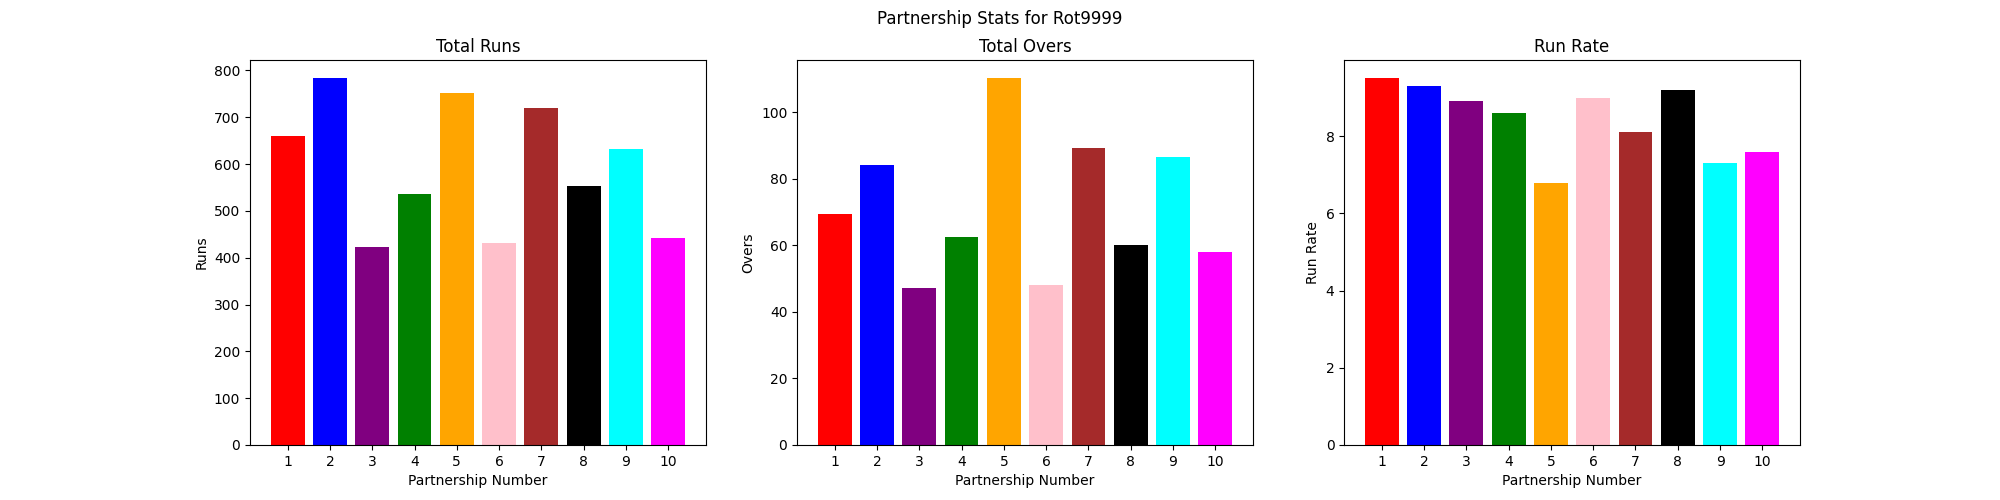 Partnership Stats for Rot9999
Total Runs
Runs
800
700
600
500
400
300
200
100
0
1 2 3 4 5 6 7 8 9 10
Partnership Number
Total Overs
Overs
100
80
60
40
20
0
1 2 3 4 5 6 7 8 9 10
Partnership Number
Run Rate
Run Rate
8
6
4
2
0
1 2 3 4 5 6 7 8 9 10
Partnership Number